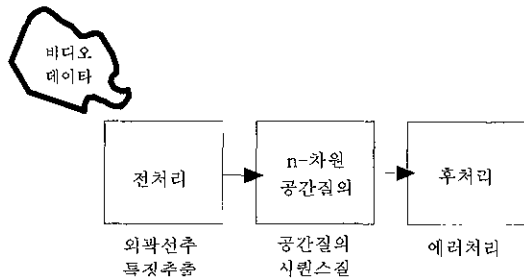 비디오
데이타
전처리
n-차원
공간질의
후처리
외곽선추
특징추출
공간질의
시퀀스질
에러처리